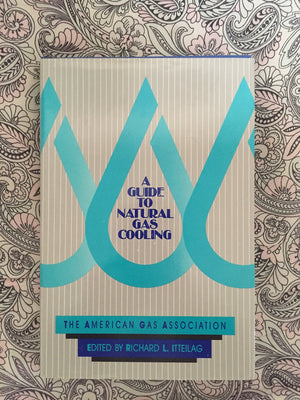 A
GUIDE
TO
NATURAL
GAS
COOLING
THE AMERICAN GAS ASSOCIATION
EDITED BY RICHARD L. ITTEILAG